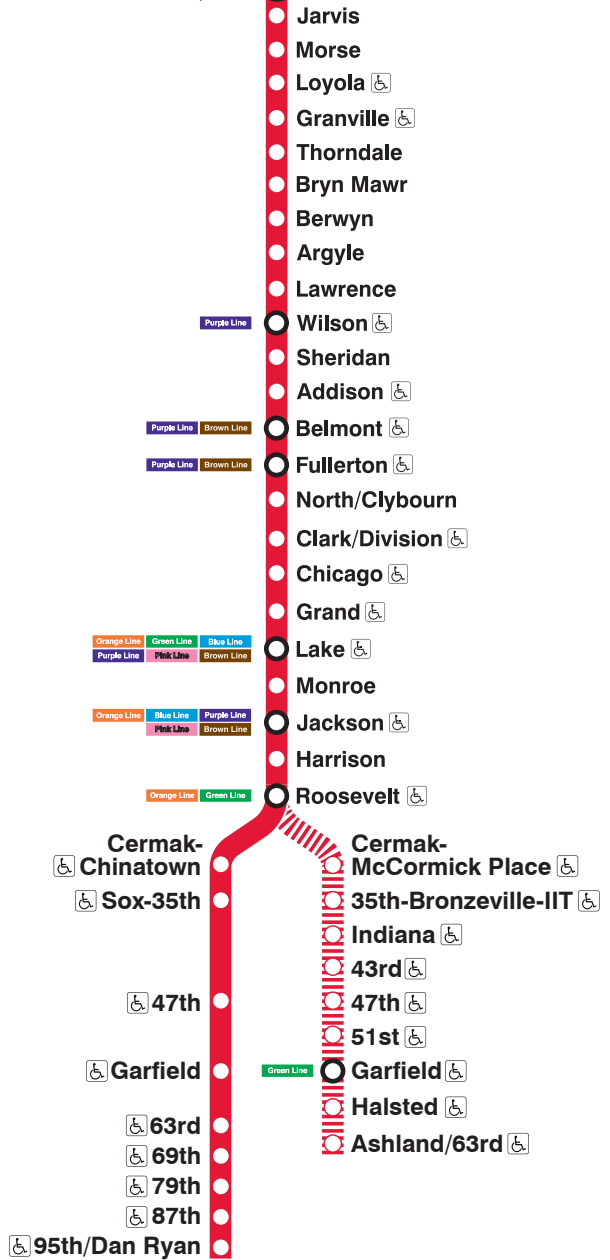 Jarvis
Morse
Loyola
Granville
Thorndale
Bryn Mawr
Berwyn
Argyle
Lawrence
Purple Line Wilson
Sheridan
Addison
Purple Line Brown Line Belmont
Purple Line Brown Line Fullerton
North/Clybourn
Clark/Division
Chicago
Grand
Orange Line Green Line Blue Line
Purple Line Pink Line Brown Line
Lake
Monroe
Orange Line Blue Line Purple Line
Pink Line Brown Line
Jackson
Harrison
Orange Line Green Line Roosevelt
Cermak-
Chinatown
Sox-35th
47th
Garfield
63rd
69th
79th
87th
95th/Dan Ryan
Cermak-
McCormick Place
35th-Bronzeville-IIT
Indiana
43rd
47th
51st
Green Line Garfield
Halsted
Ashland/63rd